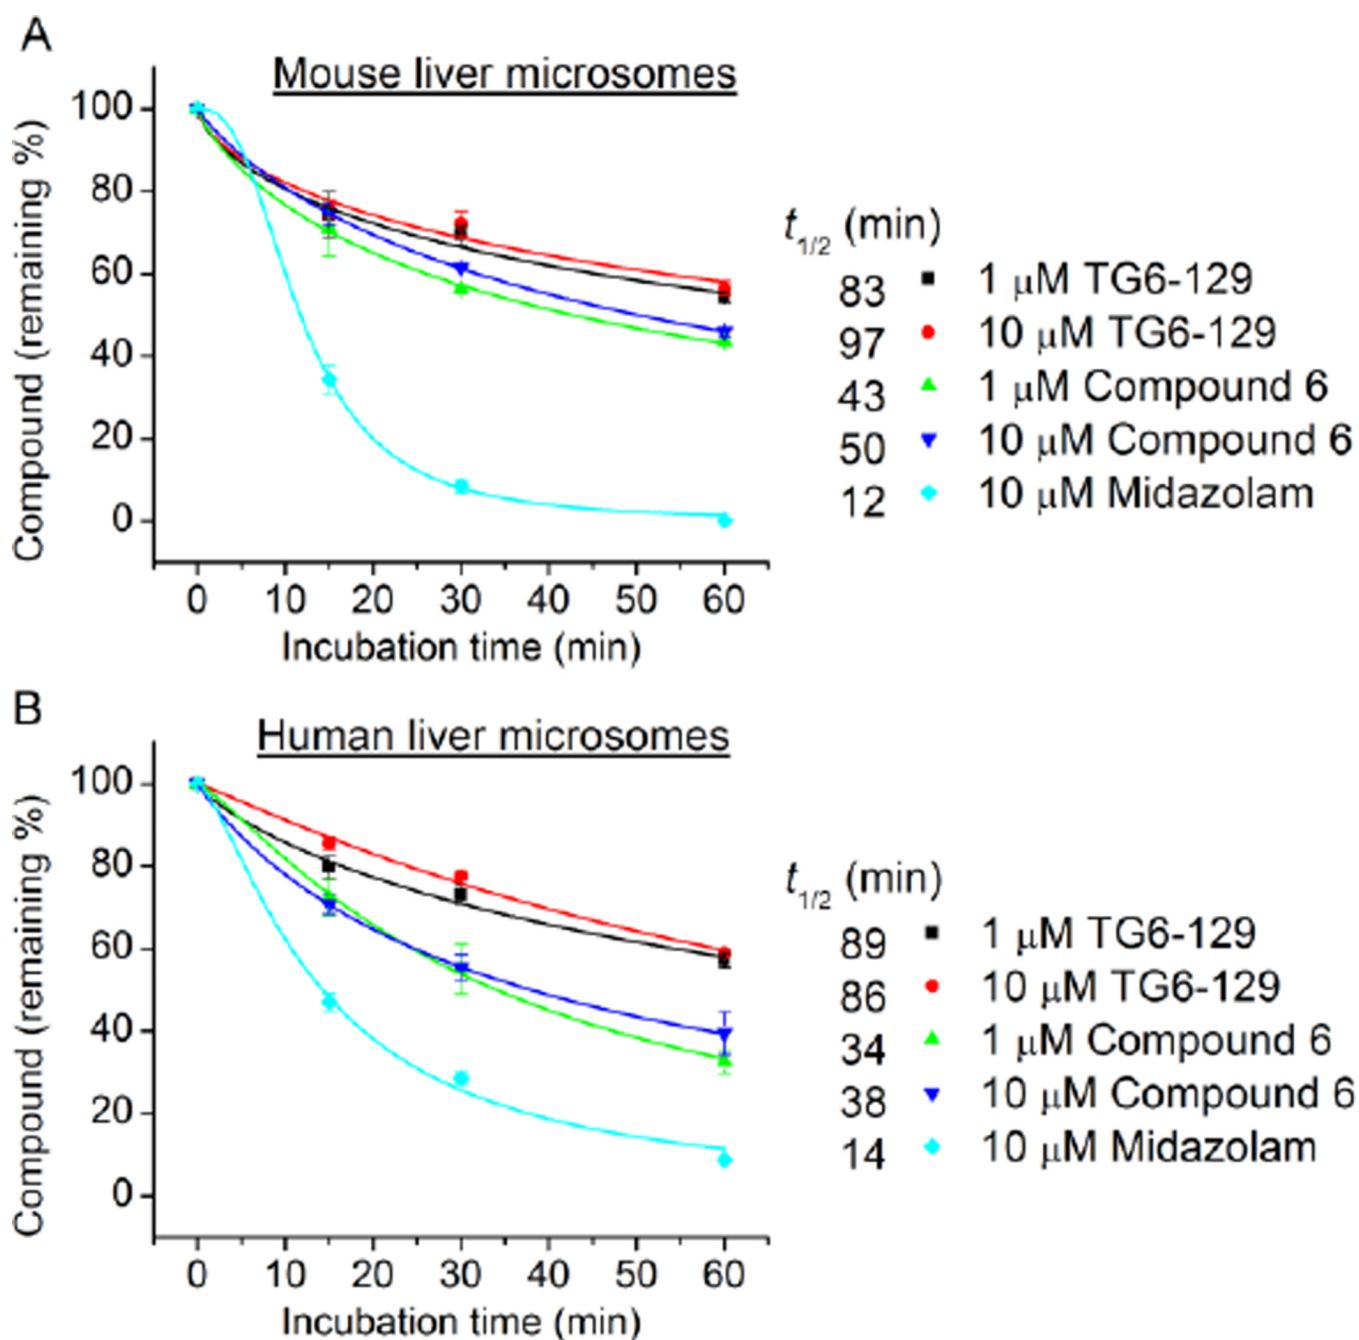 A
Mouse liver microsomes
Compound (remaining %)
100
80
60
40
20
0
0 10 20 30 40 50 60
Incubation time (min)
t1/2 (min)
83 1 μM TG6-129
97 10 μM TG6-129
43 1 μM Compound 6
50 10 μM Compound 6
12 10 μM Midazolam
B
Human liver microsomes
Compound (remaining %)
100
80
60
40
20
0
0 10 20 30 40 50 60
Incubation time (min)
t1/2 (min)
89 1 μM TG6-129
86 10 μM TG6-129
34 1 μM Compound 6
38 10 μM Compound 6
14 10 μM Midazolam